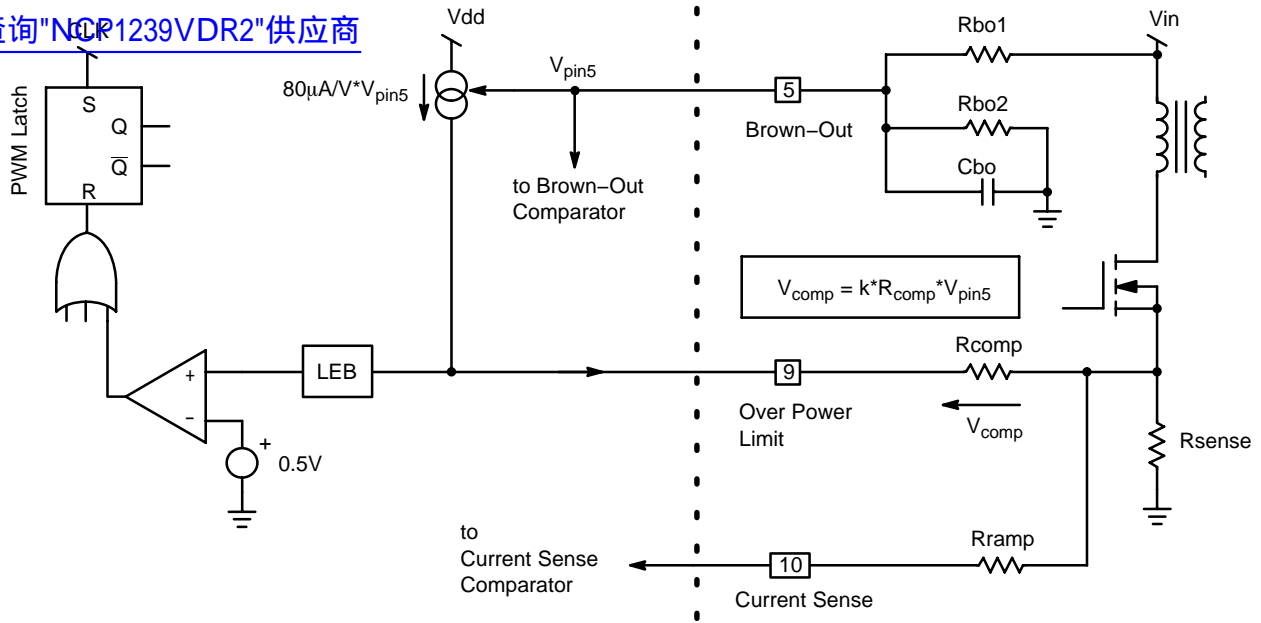 查询"NCP1239VDR2"供应商
CLK
PWM Latch
S
Q
Q̅
R
Vdd
80μA/V*Vpin5
Vpin5
to Brown−Out
Comparator
5
Brown−Out
Rbo1
Rbo2
Cbo
Vin
Vcomp = k*Rcomp*Vpin5
LEB
+
−
+
0.5V
9
Over Power
Limit
Rcomp
Vcomp
Rsense
to
Current Sense
Comparator
10
Current Sense
Rramp